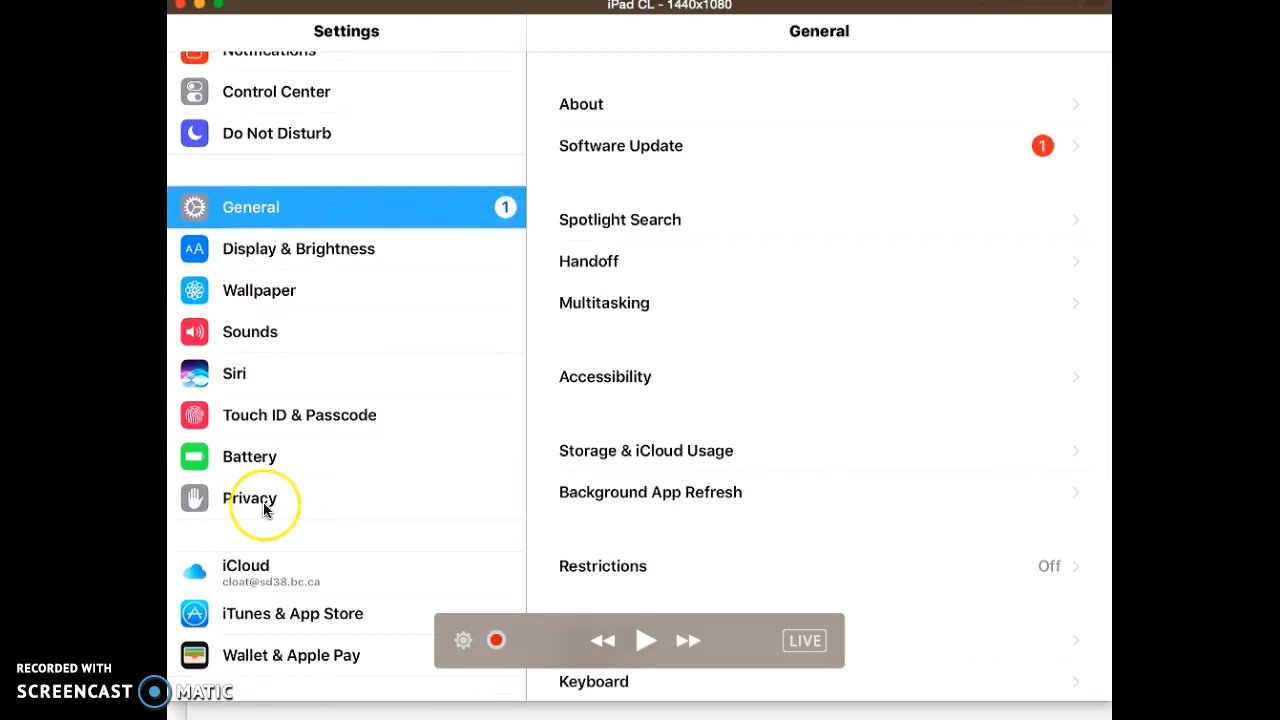 iPad CL - 1440x1080
Settings
General
Notifications
Control Center
Do Not Disturb
General
1
Display & Brightness
AA
Wallpaper
Sounds
Siri
Touch ID & Passcode
Battery
Privacy
iCloud
cloat@sd38.bc.ca
iTunes & App Store
Wallet & Apple Pay
About
Software Update
1
Spotlight Search
Handoff
Multitasking
Accessibility
Storage & iCloud Usage
Background App Refresh
Restrictions
Off
LIVE
Keyboard
RECORDED WITH
SCREENCAST MATIC